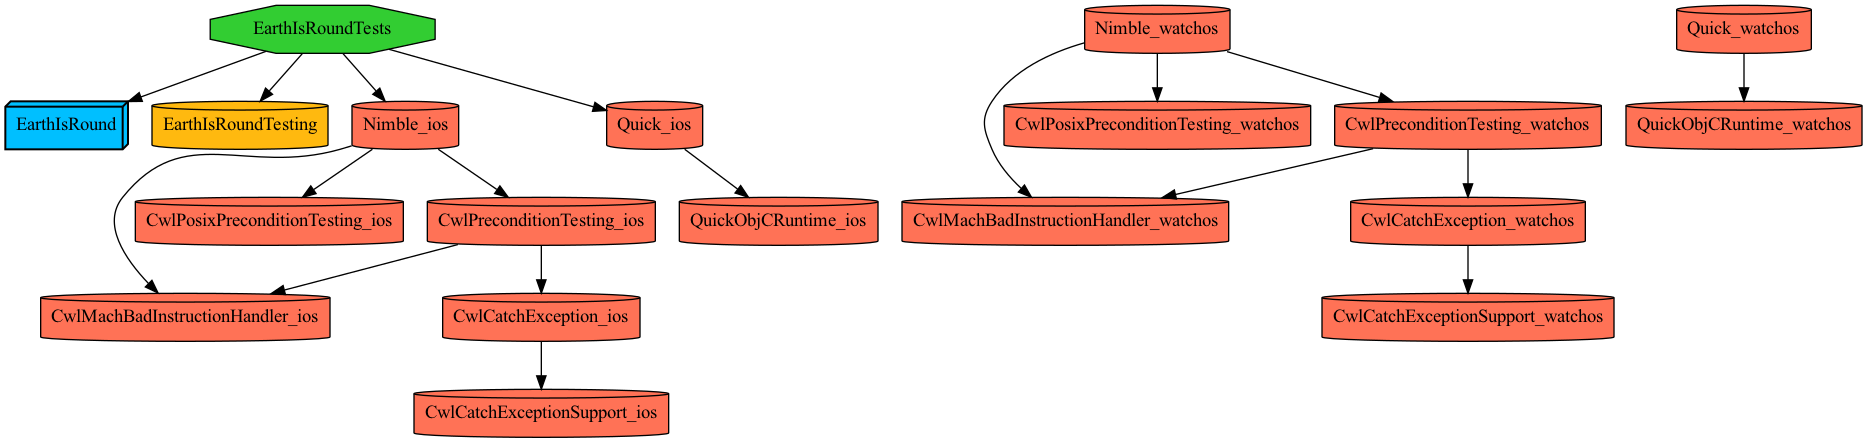 EarthIsRoundTests
Nimble_watchos
Quick_watchos
EarthIsRound
EarthIsRoundTesting
Nimble_ios
Quick_ios
CwlPosixPreconditionTesting_watchos
CwlPreconditionTesting_watchos
QuickObjCRuntime_watchos
CwlPosixPreconditionTesting_ios
CwlPreconditionTesting_ios
QuickObjCRuntime_ios
CwlMachBadInstructionHandler_watchos
CwlCatchException_watchos
CwlMachBadInstructionHandler_ios
CwlCatchException_ios
CwlCatchExceptionSupport_watchos
CwlCatchExceptionSupport_ios